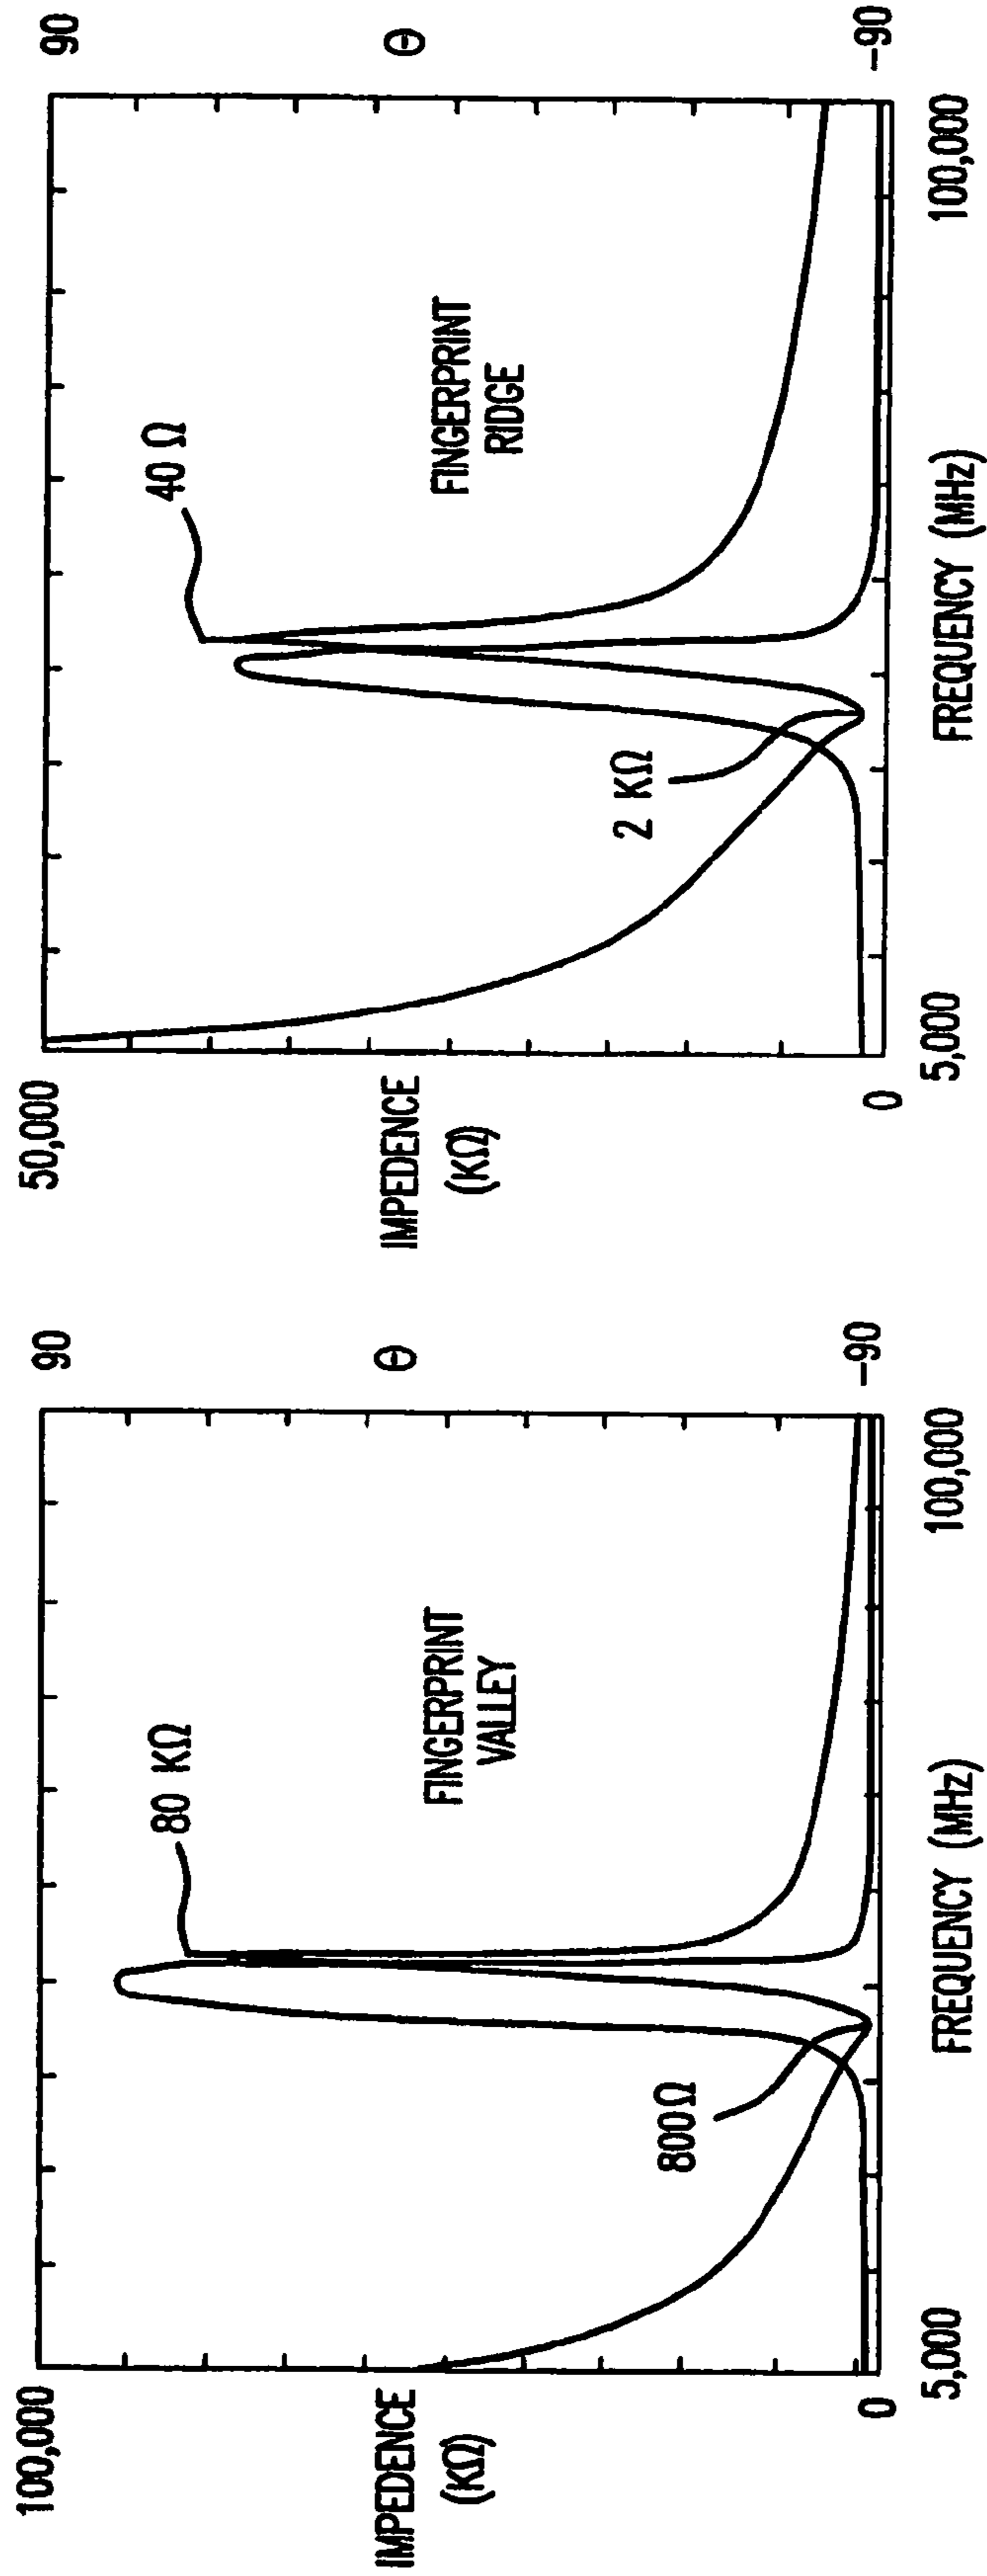 100,000
IMPEDENCE
(KΩ)
0
80 KΩ
800Ω
FINGERPRINT
VALLEY
90
Θ
-90
5,000
FREQUENCY (MHz)
100,000
50,000
IMPEDENCE
(KΩ)
0
40 Ω
2 KΩ
FINGERPRINT
RIDGE
90
Θ
-90
5,000
FREQUENCY (MHz)
100,000